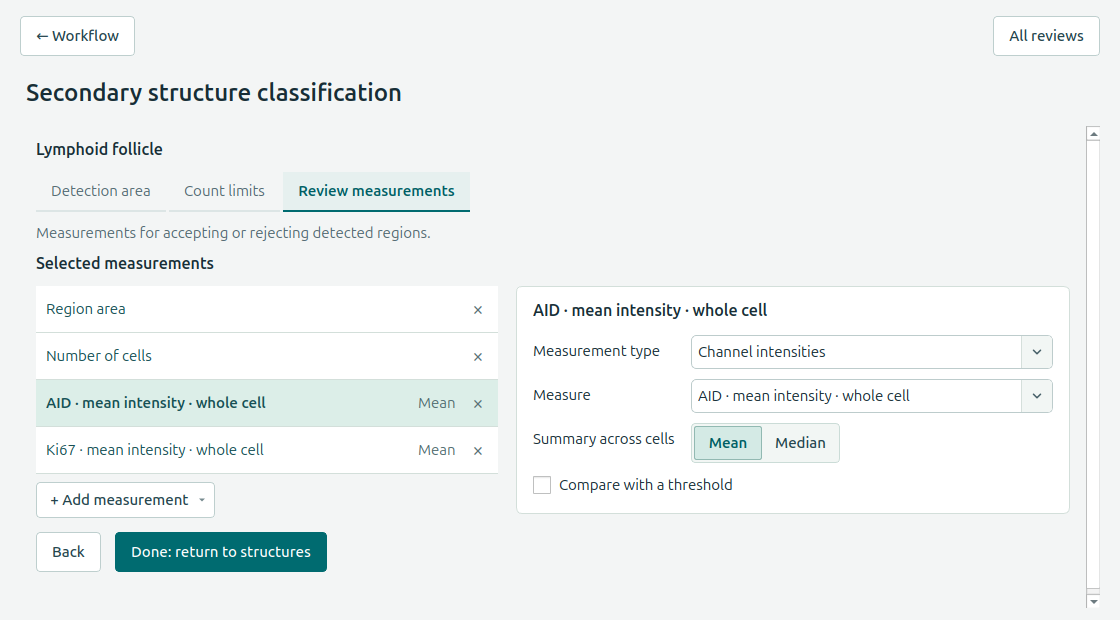 ← Workflow
All reviews
Secondary structure classification
Lymphoid follicle
Detection area
Count limits
Review measurements
Measurements for accepting or rejecting detected regions.
Selected measurements
Region area ×
Number of cells ×
AID · mean intensity · whole cell Mean ×
Ki67 · mean intensity · whole cell Mean ×
+ Add measurement
Back
Done: return to structures
AID · mean intensity · whole cell
Measurement type Channel intensities
Measure AID · mean intensity · whole cell
Summary across cells Mean Median
Compare with a threshold